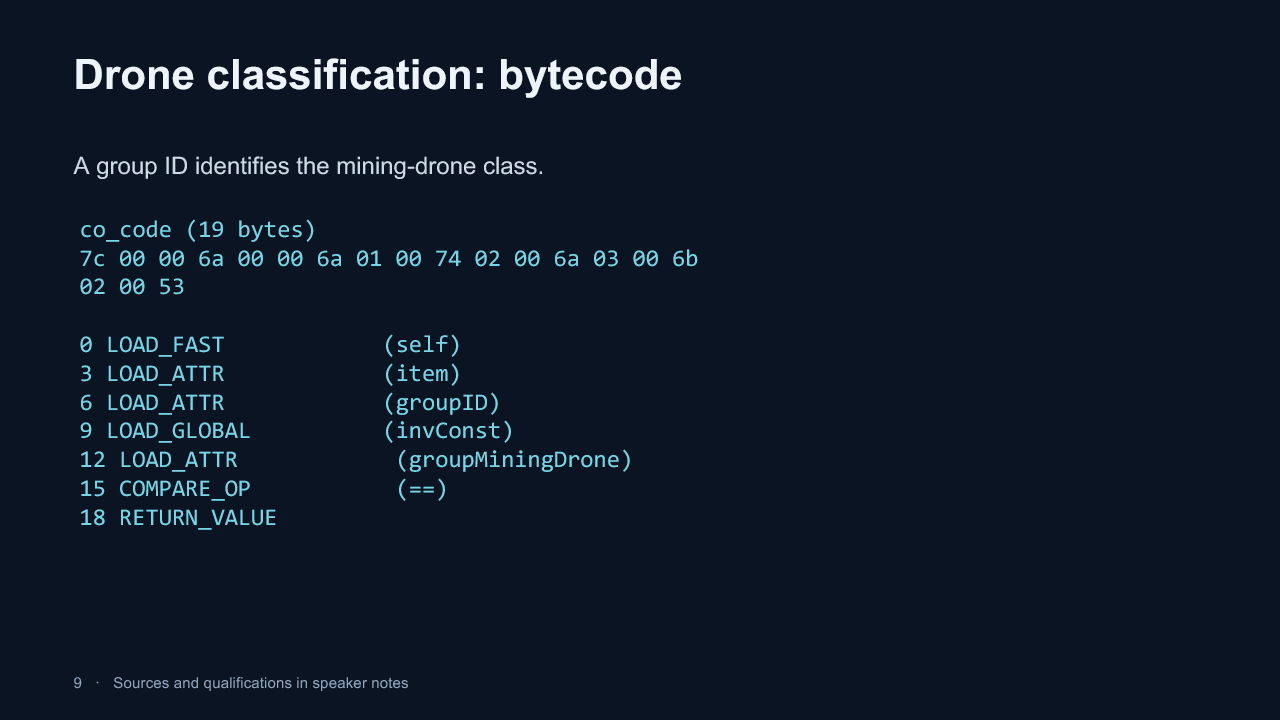 Drone classification: bytecode
A group ID identifies the mining-drone class.
co_code (19 bytes)
7c 00 00 6a 00 00 6a 01 00 74 02 00 6a 03 00 6b
02 00 53
0 LOAD_FAST            (self)
3 LOAD_ATTR            (item)
6 LOAD_ATTR            (groupID)
9 LOAD_GLOBAL          (invConst)
12 LOAD_ATTR            (groupMiningDrone)
15 COMPARE_OP           (==)
18 RETURN_VALUE
9 · Sources and qualifications in speaker notes